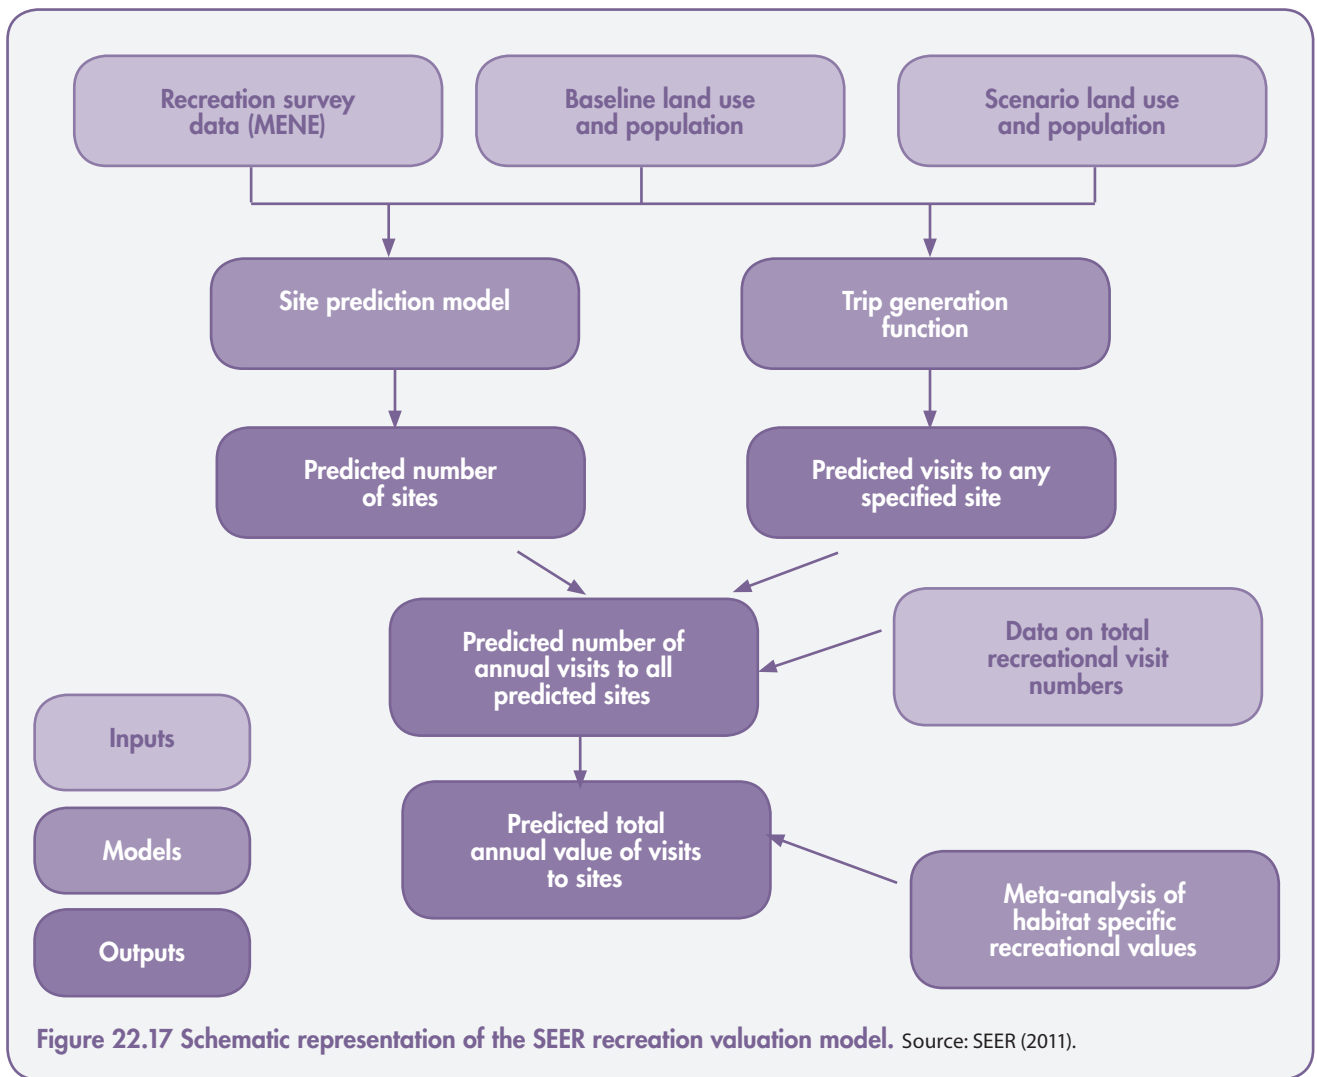 Recreation survey
data (MENE)
Baseline land use
and population
Scenario land use
and population
Site prediction model
Trip generation
function
Predicted number
of sites
Predicted visits to any
specified site
Predicted number of
annual visits to all
predicted sites
Data on total
recreational visit
numbers
Inputs
Models
Outputs
Predicted total
annual value of visits
to sites
Meta-analysis of
habitat specific
recreational values
Figure 22.17 Schematic representation of the SEER recreation valuation model. Source: SEER (2011).